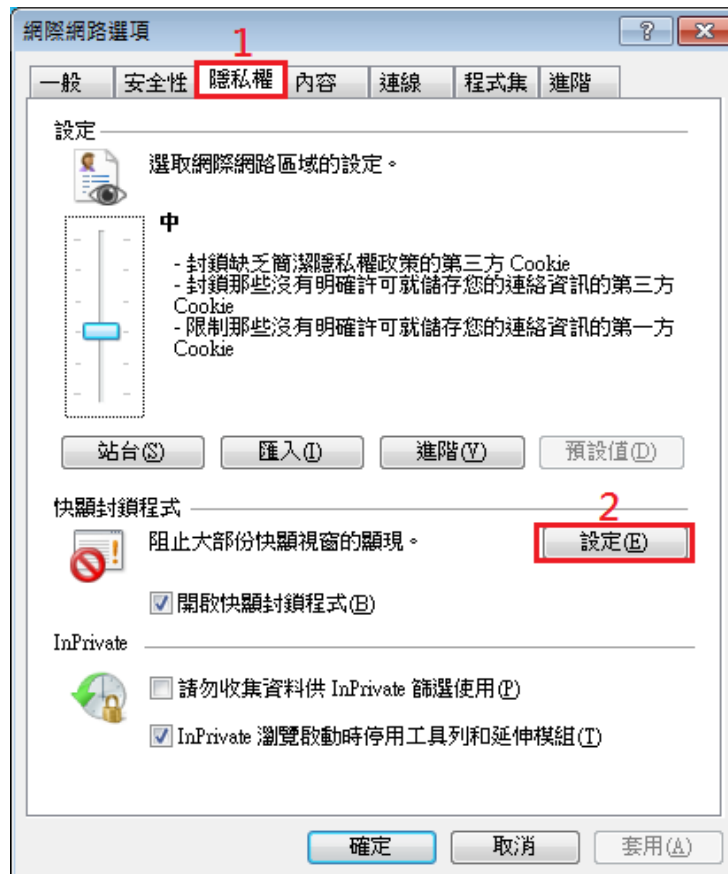 網際網路選項
1
一般 安全性 隱私權 內容 連線 程式集 進階
設定
選取網際網路區域的設定。
中
- 封鎖缺乏簡潔隱私權政策的第三方 Cookie
- 封鎖那些沒有明確許可就儲存您的連絡資訊的第三方
Cookie
- 限制那些沒有明確許可就儲存您的連絡資訊的第一方
Cookie
站台(S) 匯入(I) 進階(V) 預設值(D)
快顯封鎖程式
2
阻止大部份快顯視窗的顯現。 設定(E)
開啟快顯封鎖程式(B)
InPrivate
請勿收集資料供 InPrivate 篩選使用(P)
InPrivate 瀏覽啟動時停用工具列和延伸模組(T)
確定 取消 套用(A)